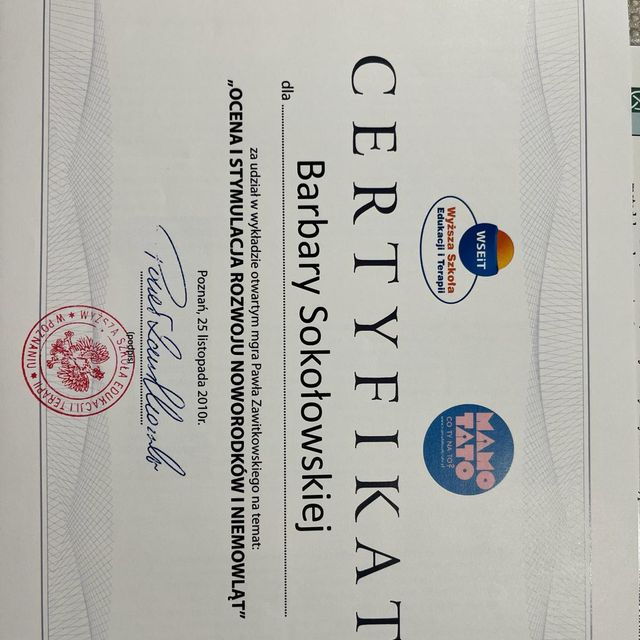 WSEiT
Wyższa Szkoła
Edukacji i Terapii
MAMO
TATO
CO TY NA TO?
CERTYFIKAT
dla
Barbary Sokołowskiej
za udział w wykładzie otwartym mgra Pawła Zawitkowskiego na temat:
„OCENA I STYMULACJA ROZWOJU NOWORODKÓW I NIEMOWLĄT”
Poznań, 25 listopada 2010r.
(podpis)
WYŻSZA SZKOŁA EDUKACJI I TERAPII W POZNANIU